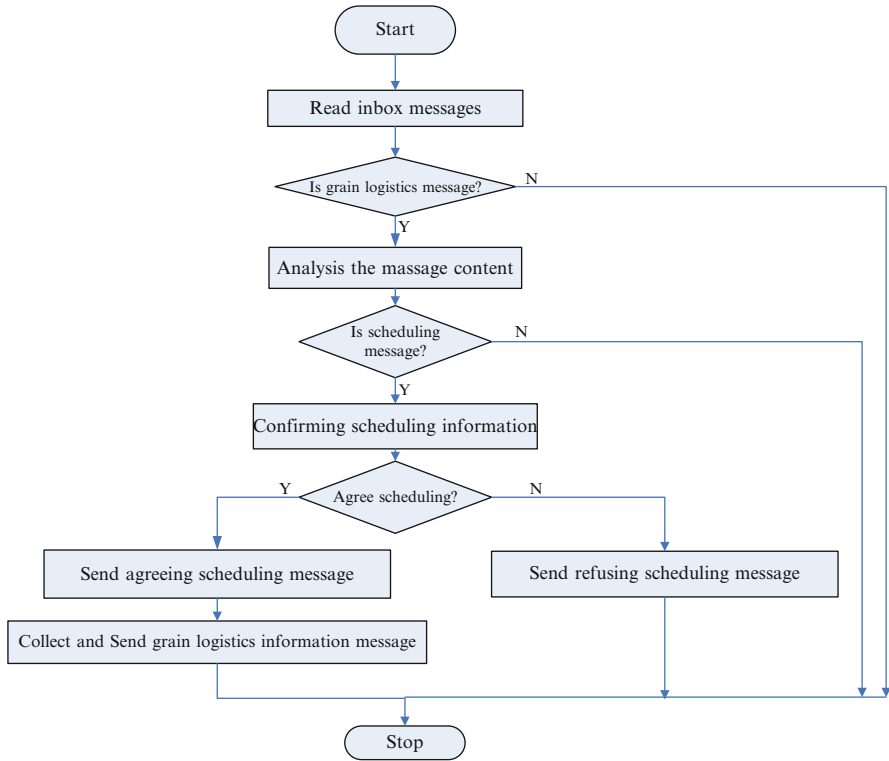 Start
Read inbox messages
Is grain logistics message?
N
Y
Analysis the massage content
Is scheduling
message?
N
Y
Confirming scheduling information
Agree scheduling?
Y
N
Send agreeing scheduling message
Send refusing scheduling message
Collect and Send grain logistics information message
Stop